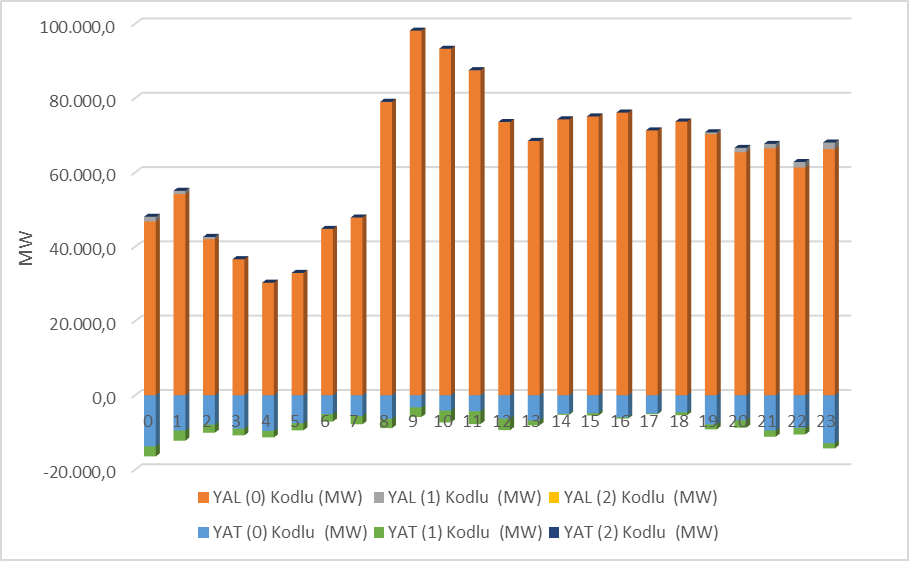 100.000,0
80.000,0
60.000,0
40.000,0
20.000,0
0,0
-20.000,0
MW
0 1 2 3 4 5 6 7 8 9 10 11 12 13 14 15 16 17 18 19 20 21 22 23
YAL (0) Kodlu (MW) YAL (1) Kodlu (MW) YAL (2) Kodlu (MW)
YAT (0) Kodlu (MW) YAT (1) Kodlu (MW) YAT (2) Kodlu (MW)